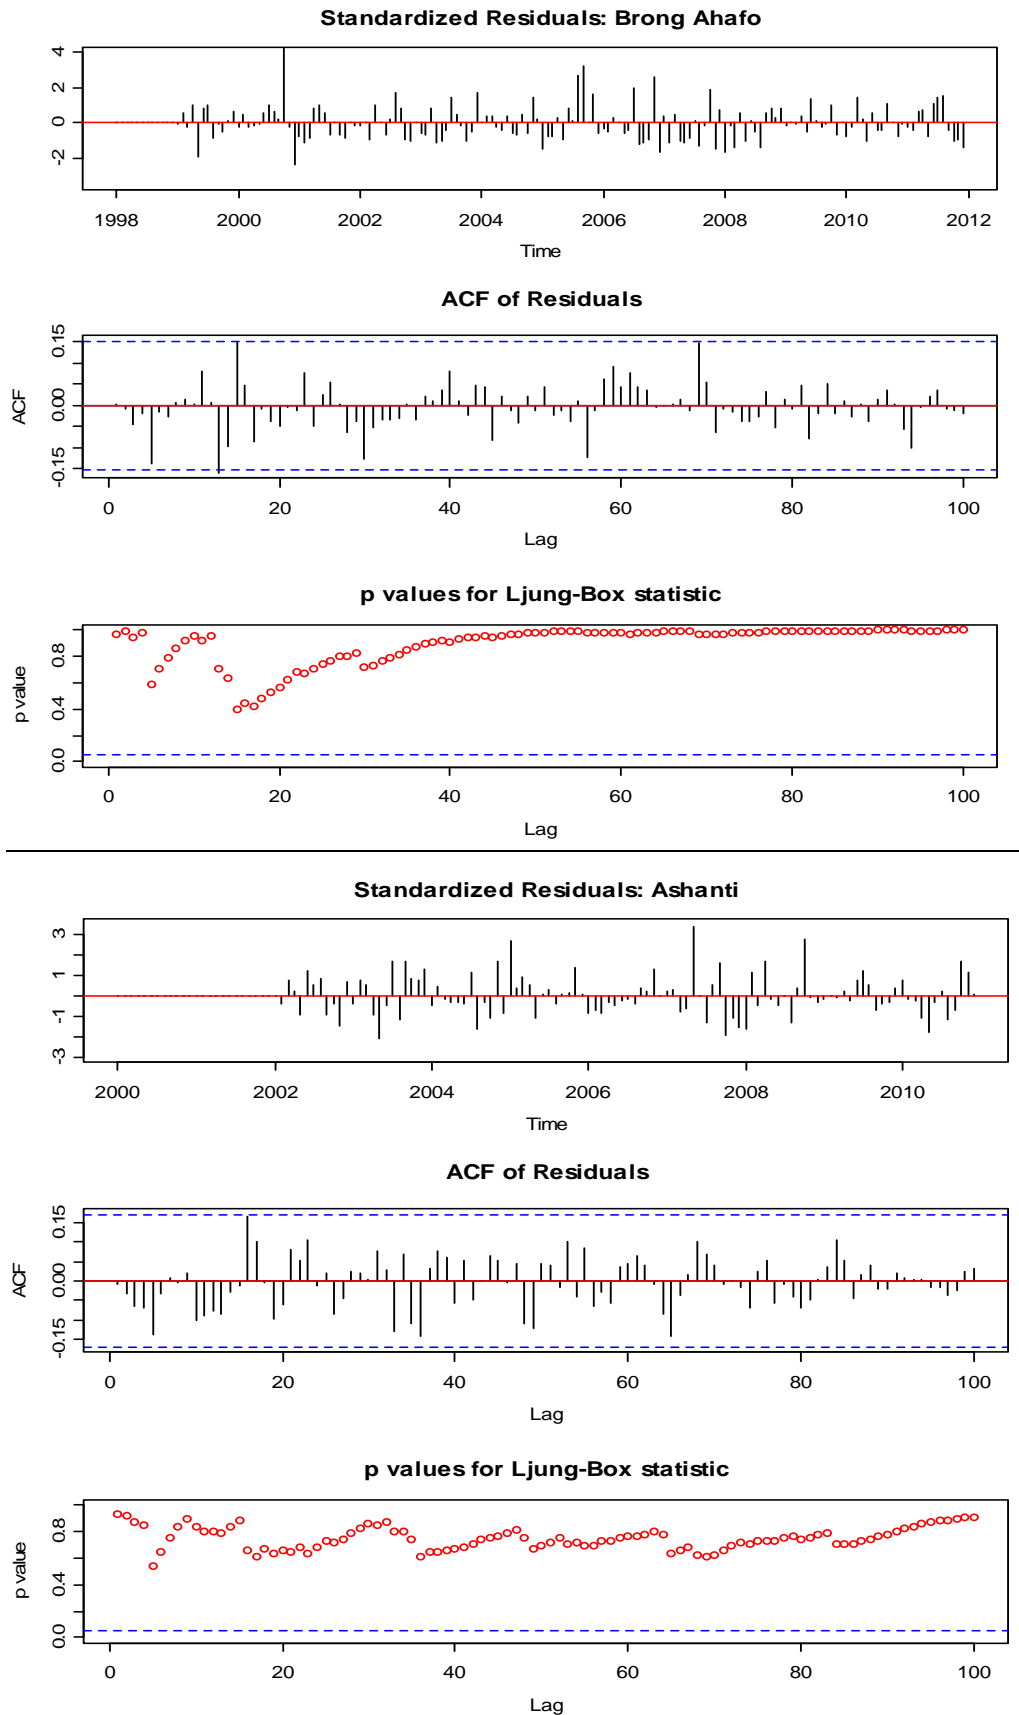 Standardized Residuals: Brong Ahafo
4
2
0
-2
1998 2000 2002 2004 2006 2008 2010 2012
Time
ACF of Residuals
ACF
0.15
0.00
-0.15
0 20 40 60 80 100
Lag
p values for Ljung-Box statistic
p value
0.8
0.4
0.0
0 20 40 60 80 100
Lag
Standardized Residuals: Ashanti
3
1
-1
-3
2000 2002 2004 2006 2008 2010
Time
ACF of Residuals
ACF
0.15
0.00
-0.15
0 20 40 60 80 100
Lag
p values for Ljung-Box statistic
p value
0.8
0.4
0.0
0 20 40 60 80 100
Lag